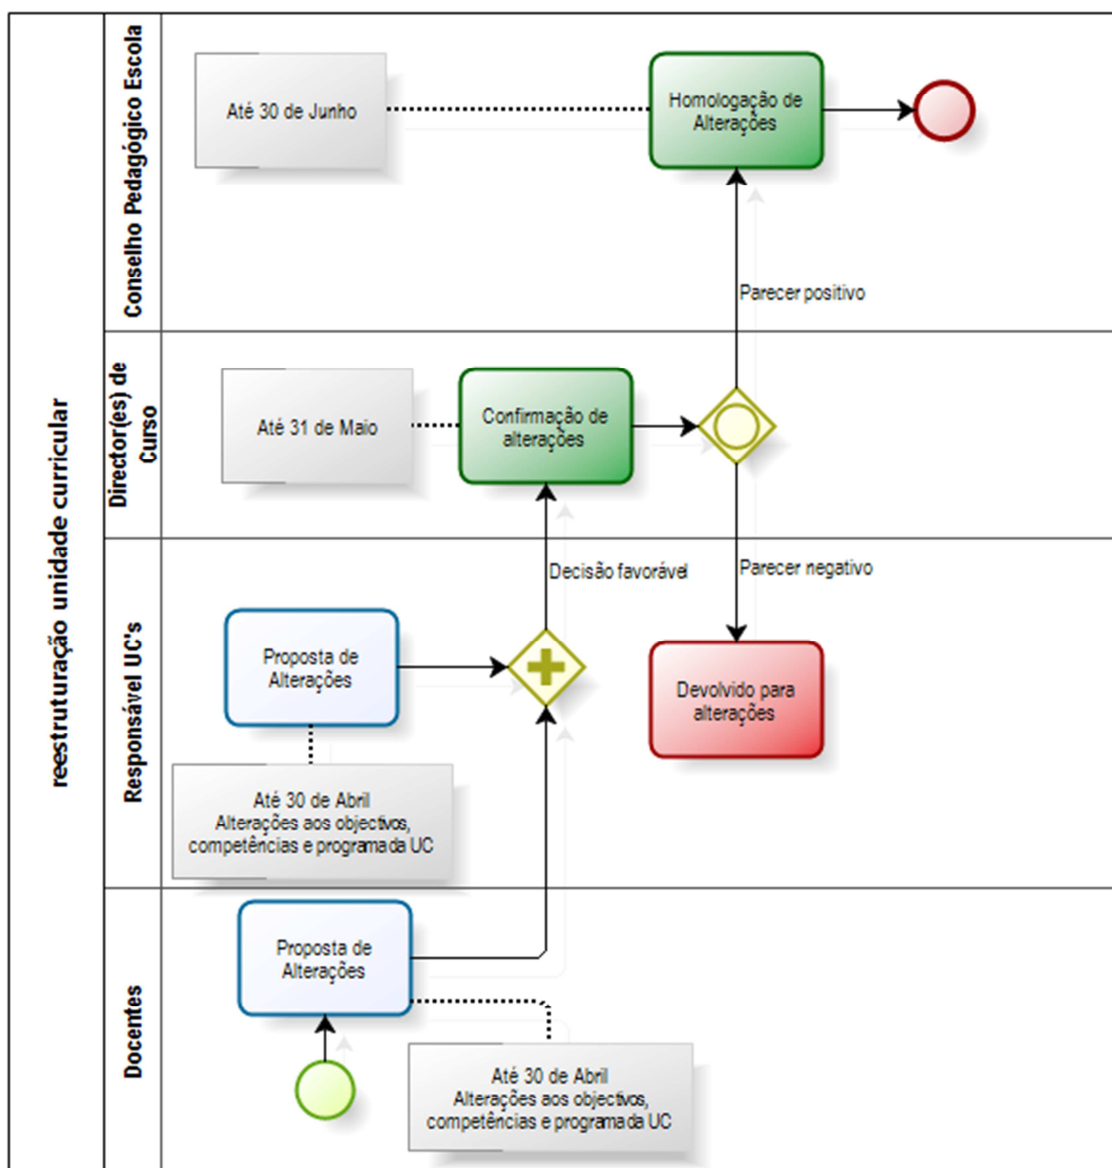 reestruturação unidade curricular
Conselho Pedagógico Escola
Até 30 de Junho
Homologação de
Alterações
Parecer positivo
Director(es) de
Curso
Até 31 de Maio
Confirmação de
alterações
Responsável UC's
Decisão favorável
Parecer negativo
Proposta de
Alterações
Devolvido para
alterações
Até 30 de Abril
Alterações aos objectivos,
competências e programa da UC
Docentes
Proposta de
Alterações
Até 30 de Abril
Alterações aos objectivos,
competências e programa da UC